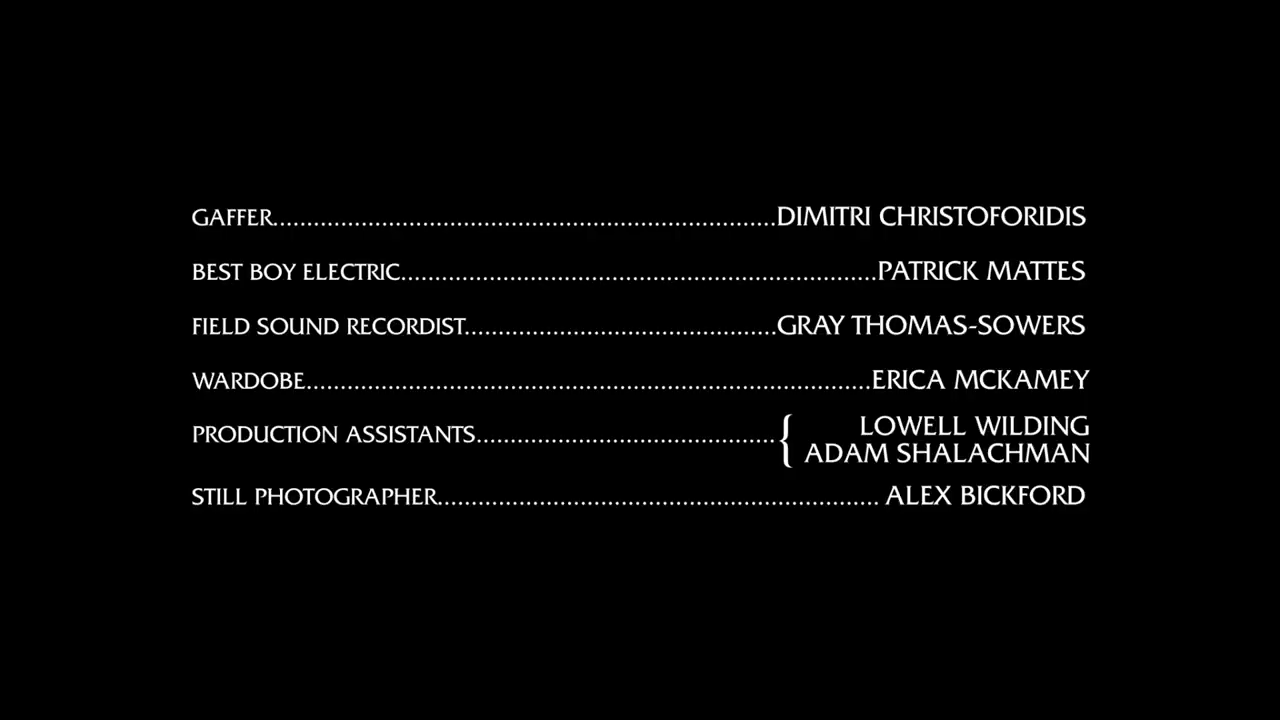 GAFFER..........................................................................DIMITRI CHRISTOFORIDIS
BEST BOY ELECTRIC......................................................................PATRICK MATTES
FIELD SOUND RECORDIST..............................................GRAY THOMAS-SOWERS
WARDOBE...................................................................................ERICA MCKAMEY
PRODUCTION ASSISTANTS............................................{ LOWELL WILDING
ADAM SHALACHMAN
STILL PHOTOGRAPHER................................................................. ALEX BICKFORD